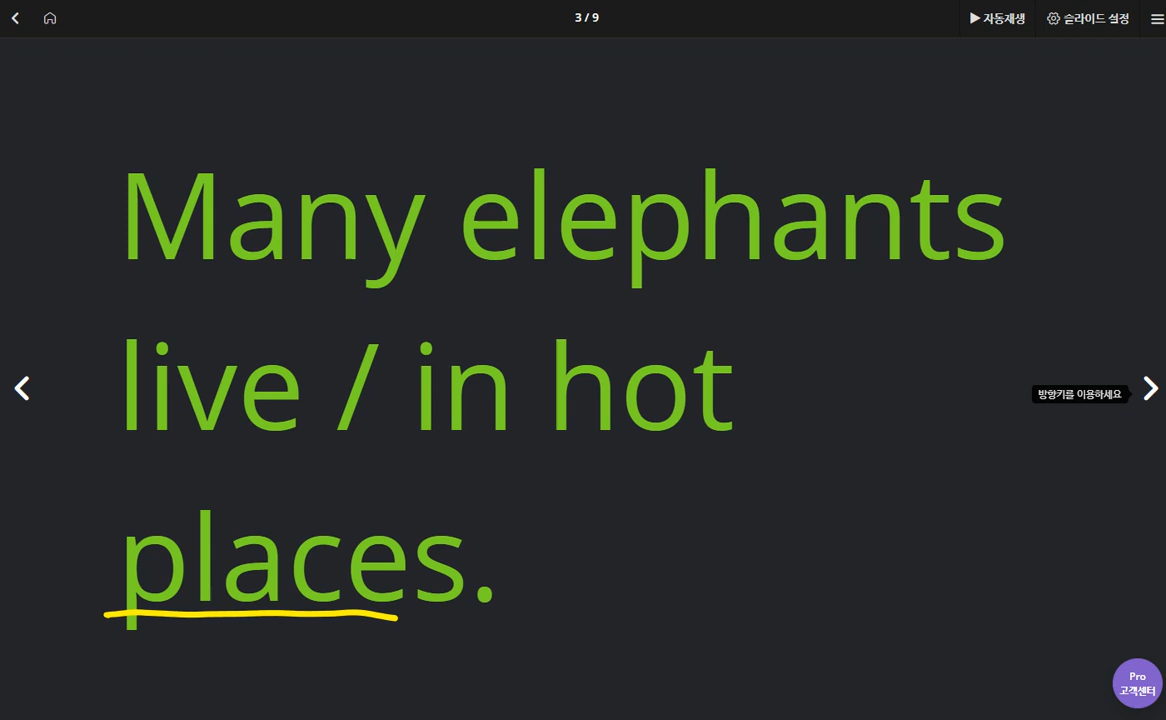 3 / 9
▶ 자동재생
슬라이드 설정
Many elephants
live / in hot
places.
방향키를 이용하세요
Pro
고객센터